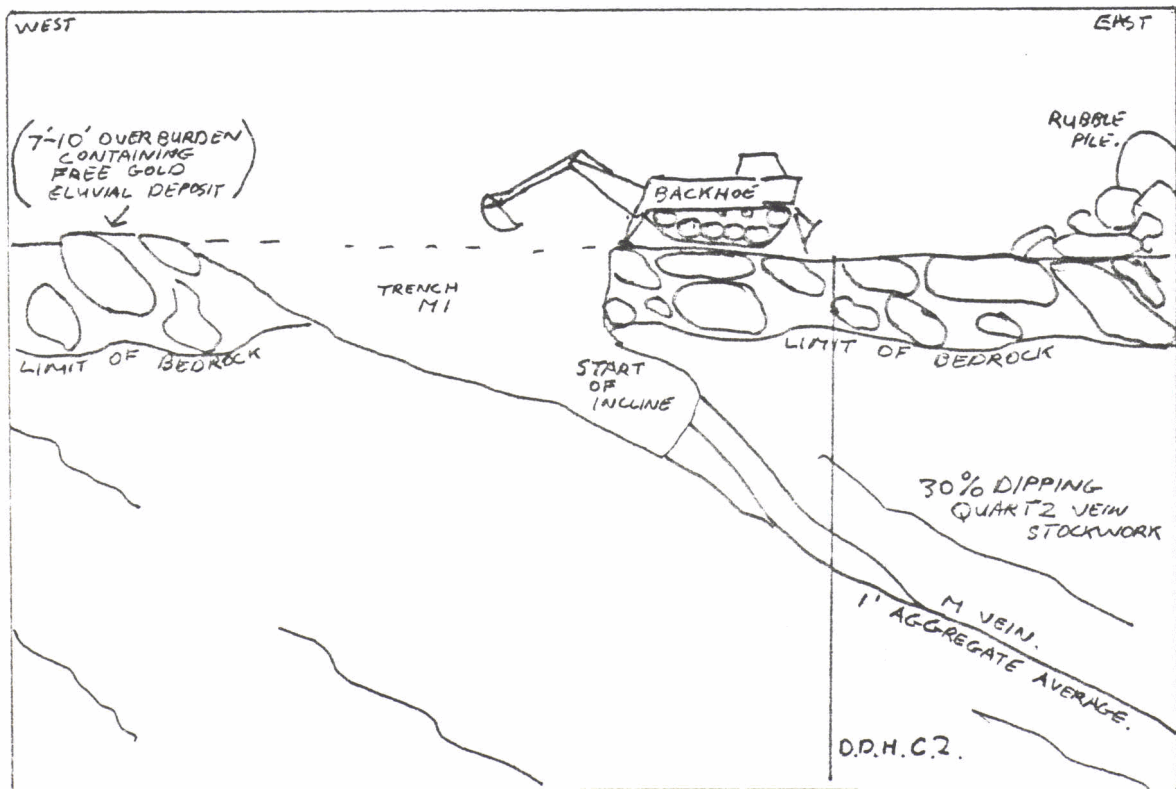 WEST
EAST
(7'-10' OVERBURDEN
CONTAINING
FREE GOLD
ELUVIAL DEPOSIT)
RUBBLE
PILE.
BACKHOE
TRENCH
M1
LIMIT OF BEDROCK
LIMIT OF BEDROCK
START
OF
INCLINE
30% DIPPING
QUARTZ VEIN
STOCKWORK
M VEIN.
1' AGGREGATE AVERAGE.
D.D.H.C.2.